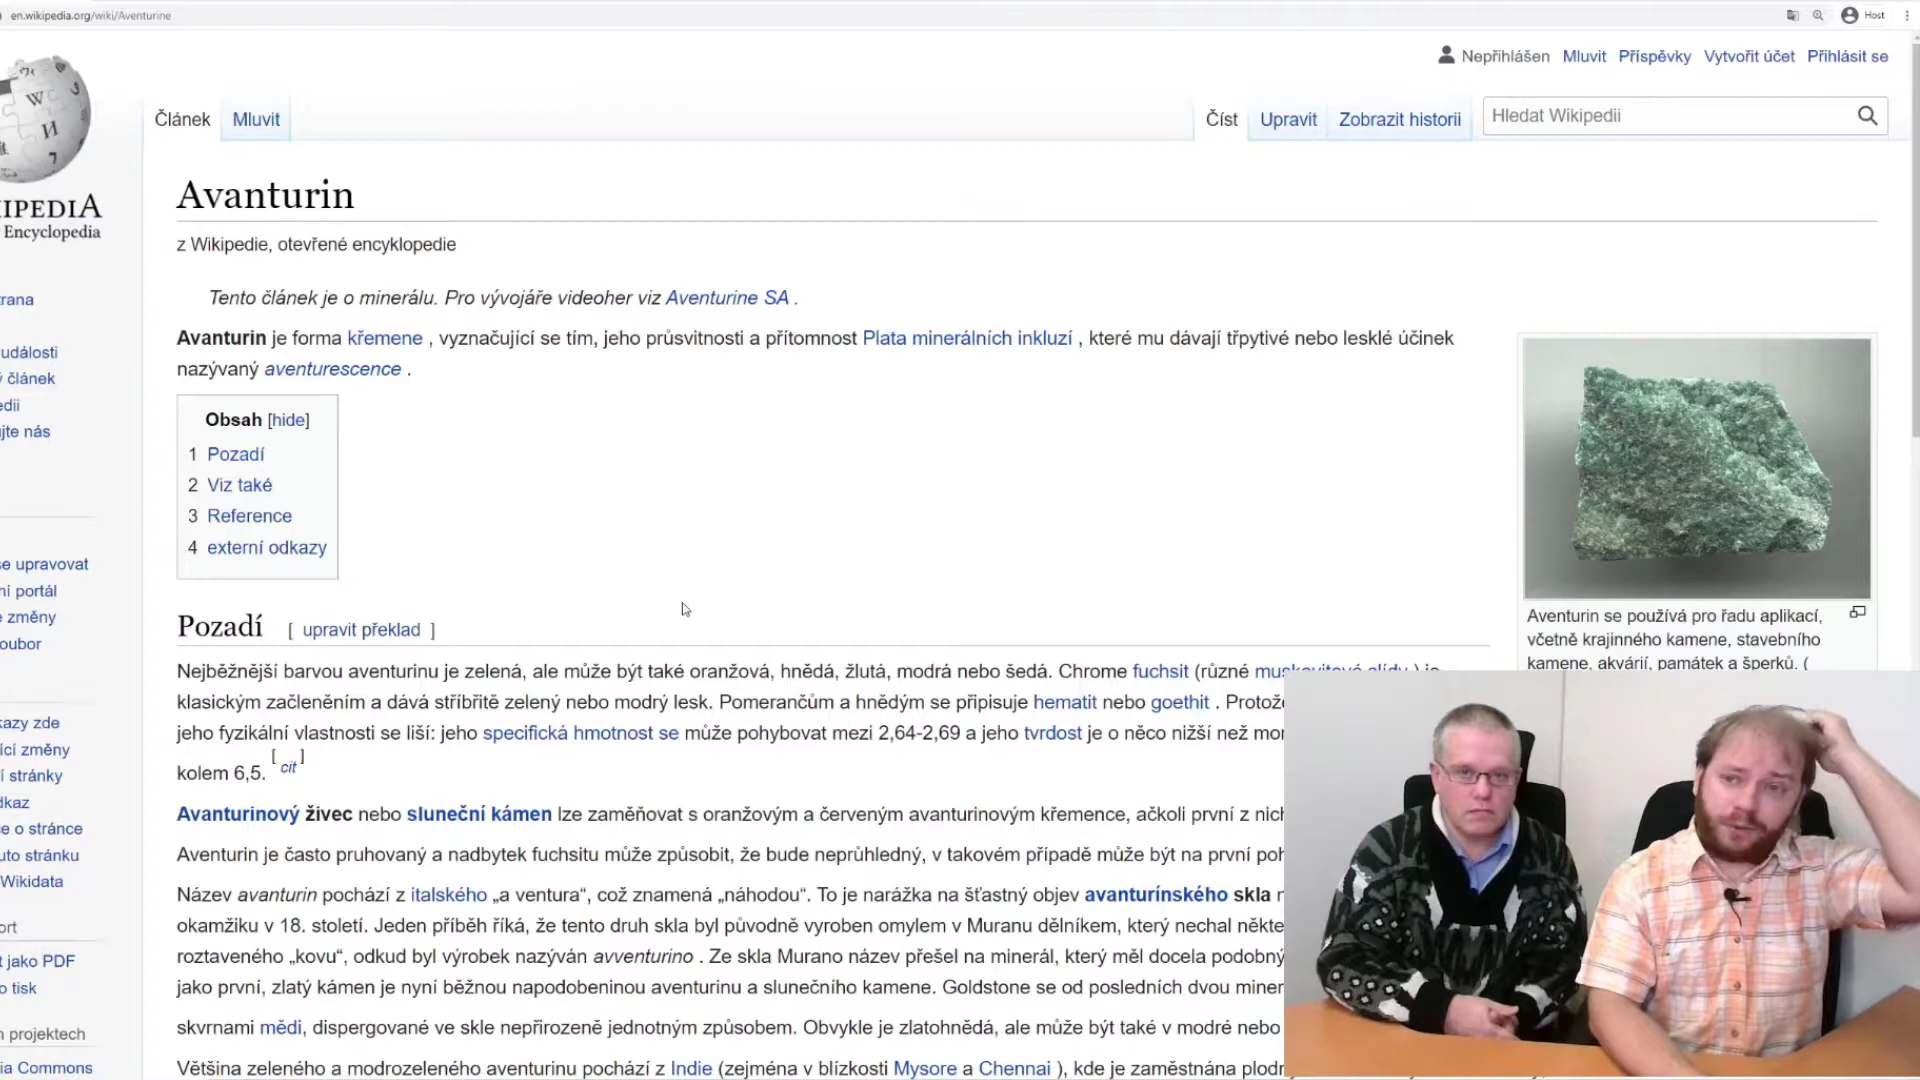 en.wikipedia.org/wiki/Aventurine
Host
Nepřihlášen Mluvit Příspěvky Vytvořit účet Přihlásit se
Článek Mluvit
Číst Upravit Zobrazit historii
Hledat Wikipedii
IPEDIA
Encyclopedia
rana
události
ý článek
edii
ijte nás
se upravovat
ní portál
é změny
oubor
kazy zde
ící změny
í stránky
dkaz
ce o stránce
uto stránku
Wikidata
ort
t jako PDF
o tisk
h projektech
ia Commons
Avanturin
z Wikipedie, otevřené encyklopedie
Tento článek je o minerálu. Pro vývojáře videoher viz Aventurine SA .
Avanturin je forma křemene , vyznačující se tím, jeho průsvitnosti a přítomnost Plata minerálních inkluzí , které mu dávají třpytivé nebo lesklé účinek
nazývaný aventurescence .
Obsah [hide]
1 Pozadí
2 Viz také
3 Reference
4 externí odkazy
Aventurin se používá pro řadu aplikací,
včetně krajinného kamene, stavebního
kamene, akvárií, památek a šperků. (
Pozadí [ upravit překlad ]
Nejběžnější barvou aventurinu je zelená, ale může být také oranžová, hnědá, žlutá, modrá nebo šedá. Chrome fuchsit (různé muskovitové slídy ) je
klasickým začleněním a dává stříbřitě zelený nebo modrý lesk. Pomerančům a hnědým se připisuje hematit nebo goethit . Protože
jeho fyzikální vlastnosti se liší: jeho specifická hmotnost se může pohybovat mezi 2,64-2,69 a jeho tvrdost je o něco nižší než mon
kolem 6,5. [ cit ]
Avanturinový živec nebo sluneční kámen lze zaměňovat s oranžovým a červeným avanturinovým křemence, ačkoli první z nich
Aventurin je často pruhovaný a nadbytek fuchsitu může způsobit, že bude neprůhledný, v takovém případě může být na první poh
Název avanturin pochází z italského „a ventura“, což znamená „náhodou“. To je narážka na šťastný objev avanturínského skla n
okamžiku v 18. století. Jeden příběh říká, že tento druh skla byl původně vyroben omylem v Muranu dělníkem, který nechal někte
roztaveného „kovu“, odkud byl výrobek nazýván avventurino . Ze skla Murano název přešel na minerál, který měl docela podobný
jako první, zlatý kámen je nyní běžnou napodobeninou aventurinu a slunečního kamene. Goldstone se od posledních dvou miner
skvrnami mědi, dispergované ve skle nepřirozeně jednotným způsobem. Obvykle je zlatohnědá, ale může být také v modré nebo
Většina zeleného a modrozeleného aventurinu pochází z Indie (zejména v blízkosti Mysore a Chennai ), kde je zaměstnána plodn